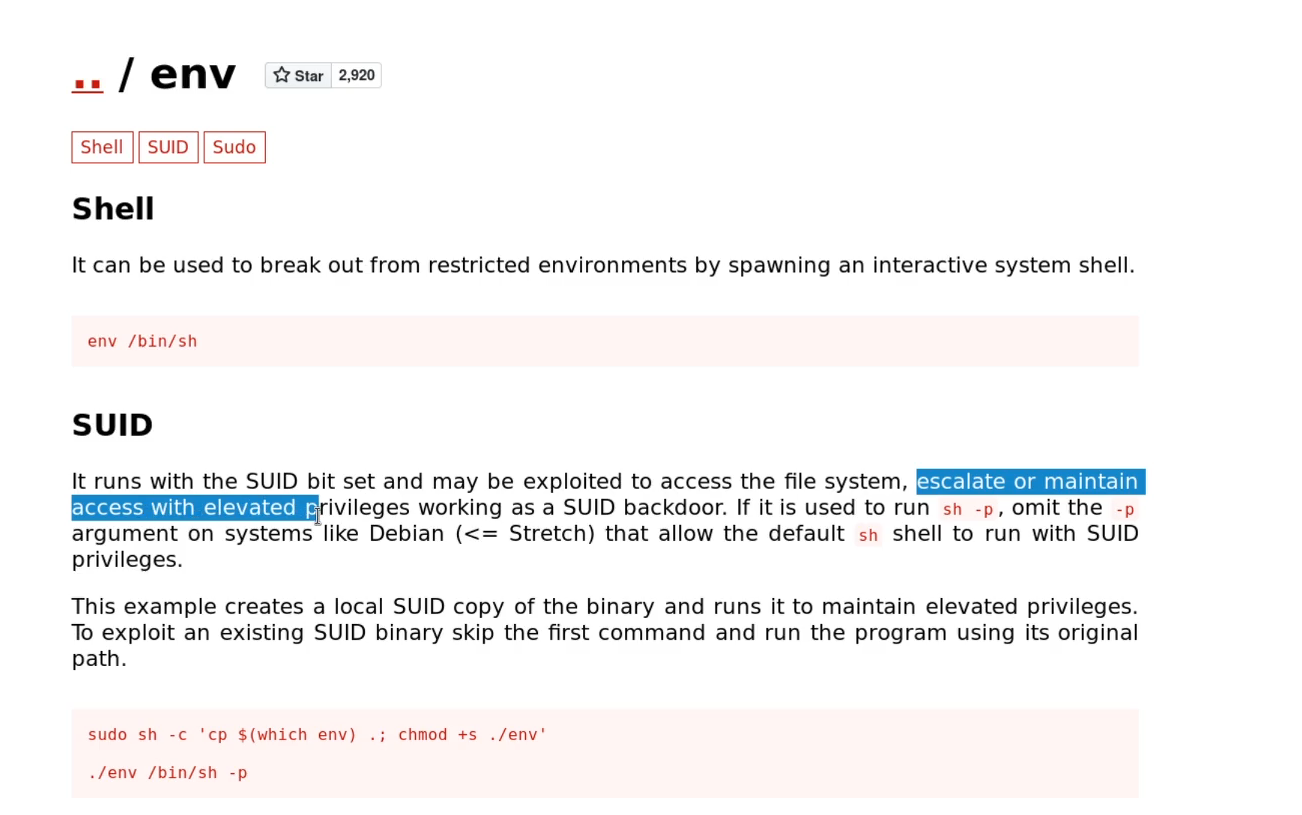 .. / env Star 2,920
Shell SUID Sudo
Shell
It can be used to break out from restricted environments by spawning an interactive system shell.
env /bin/sh
SUID
It runs with the SUID bit set and may be exploited to access the file system, escalate or maintain
access with elevated privileges working as a SUID backdoor. If it is used to run sh -p, omit the -p
argument on systems like Debian (<= Stretch) that allow the default sh shell to run with SUID
privileges.
This example creates a local SUID copy of the binary and runs it to maintain elevated privileges.
To exploit an existing SUID binary skip the first command and run the program using its original
path.
sudo sh -c 'cp $(which env) .; chmod +s ./env'
./env /bin/sh -p